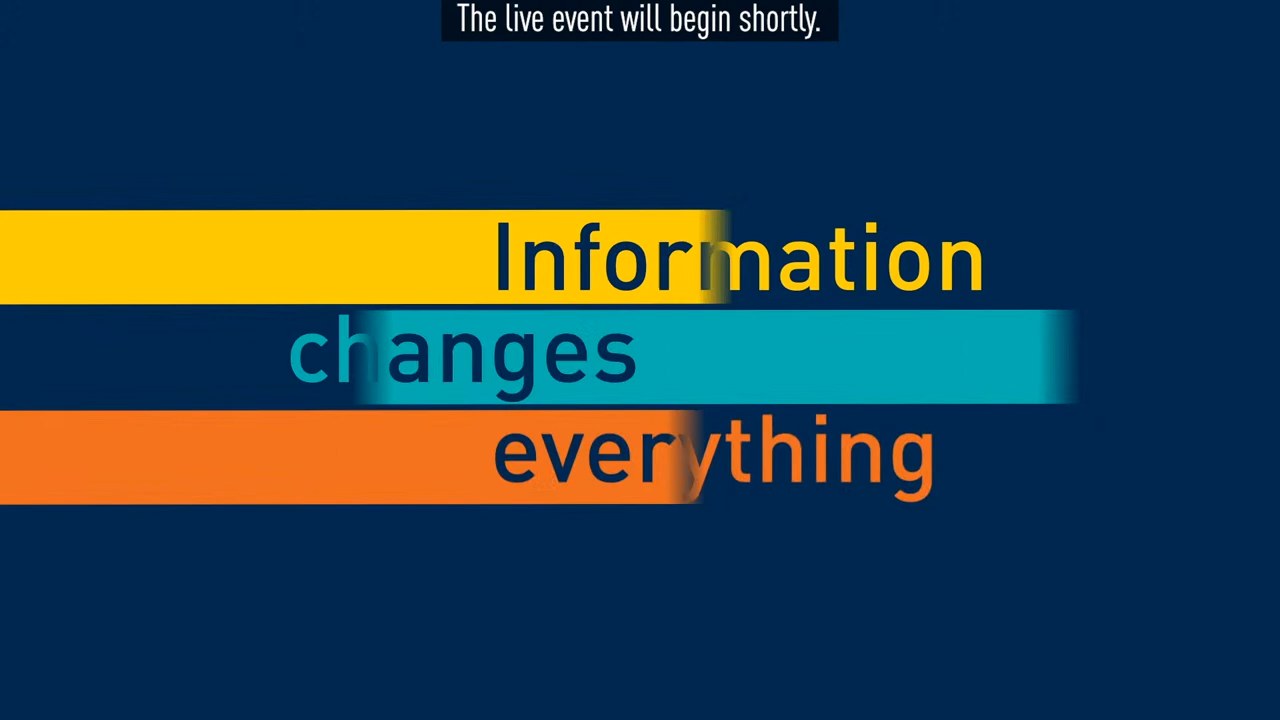 The live event will begin shortly.
Information
changes
everything